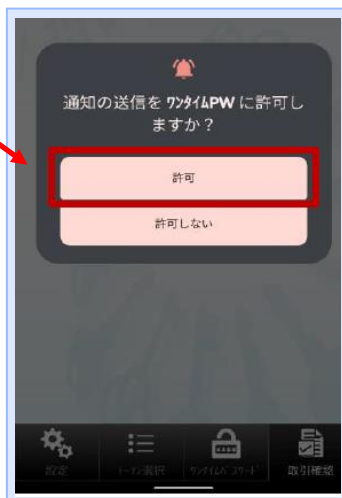 通知の送信を ワンタイムPW に許可し
ますか？
許可
許可しない
設定
トークン選択
ワンタイムパスワード
取引確認